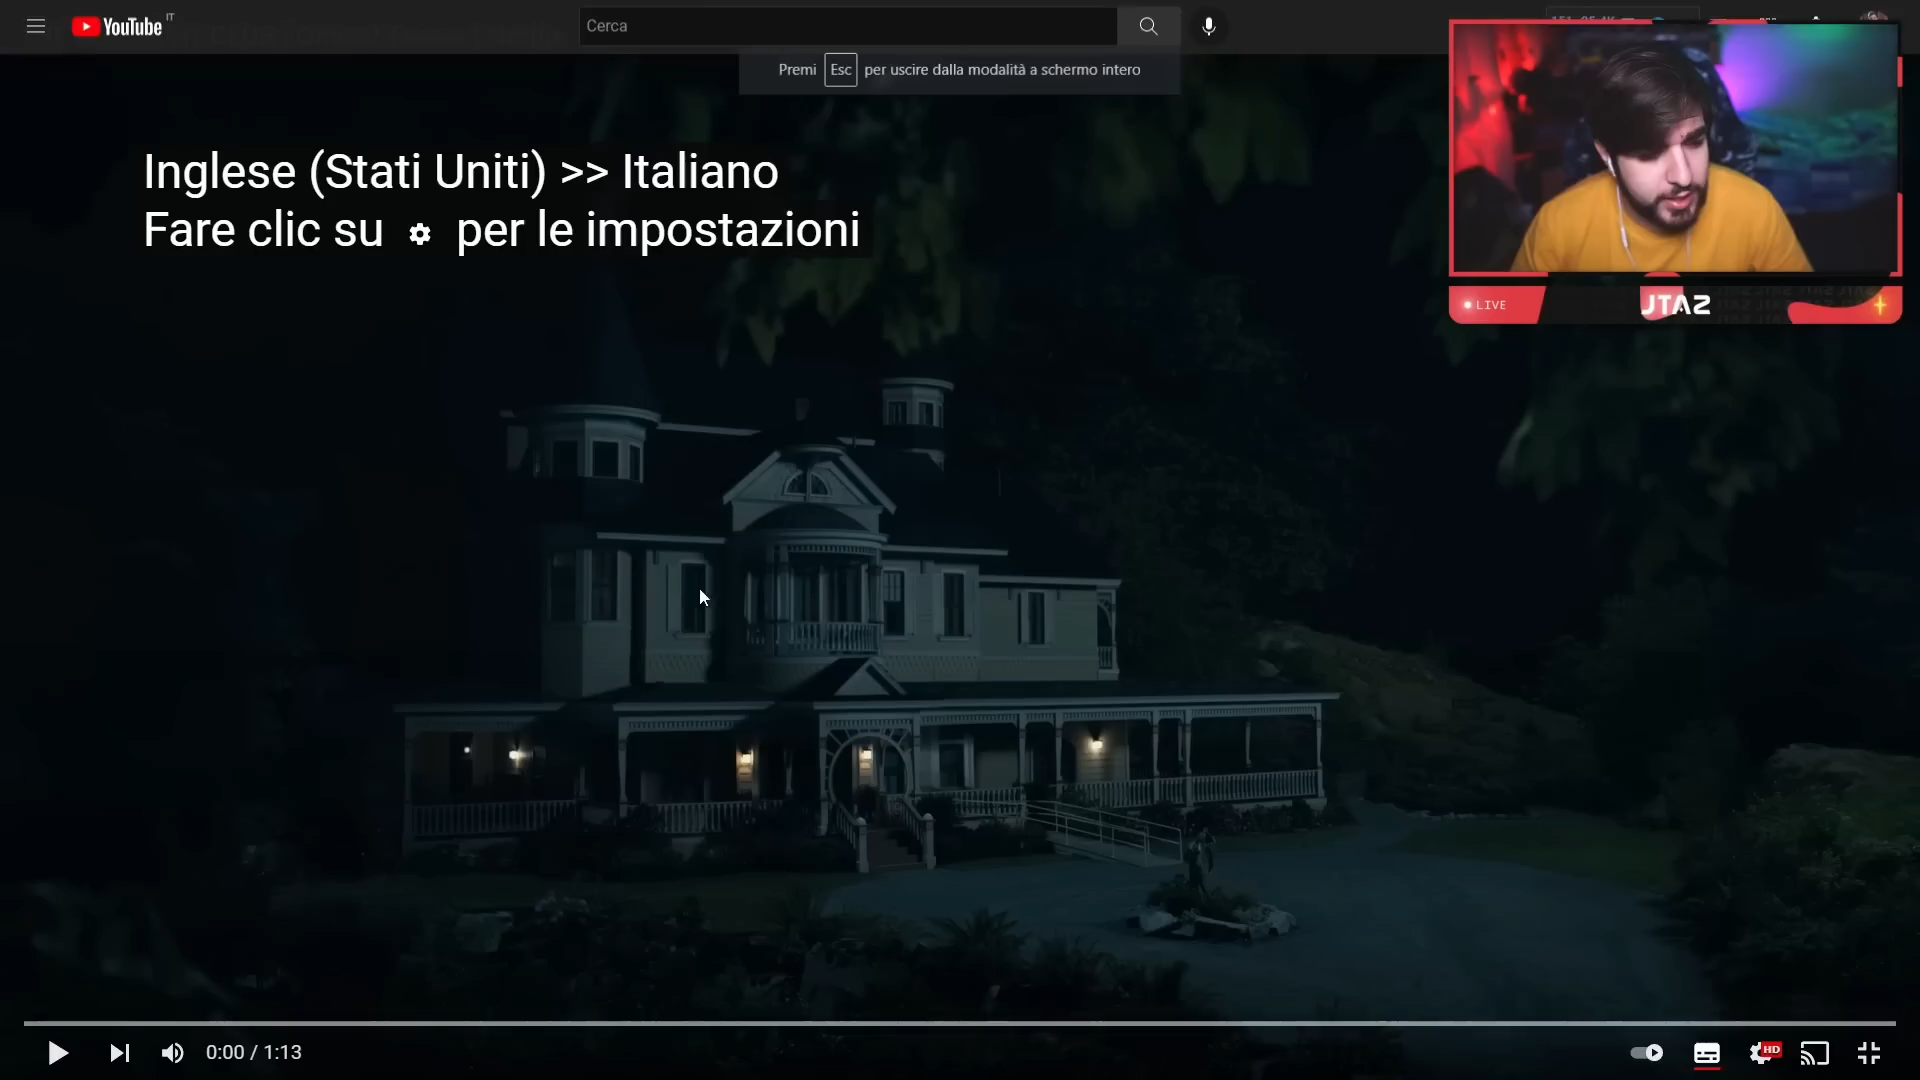 YouTube IT
Cerca
Premi Esc per uscire dalla modalità a schermo intero
Inglese (Stati Uniti) >> Italiano
Fare clic su per le impostazioni
LIVE
JTAZ
0:00 / 1:13
HD